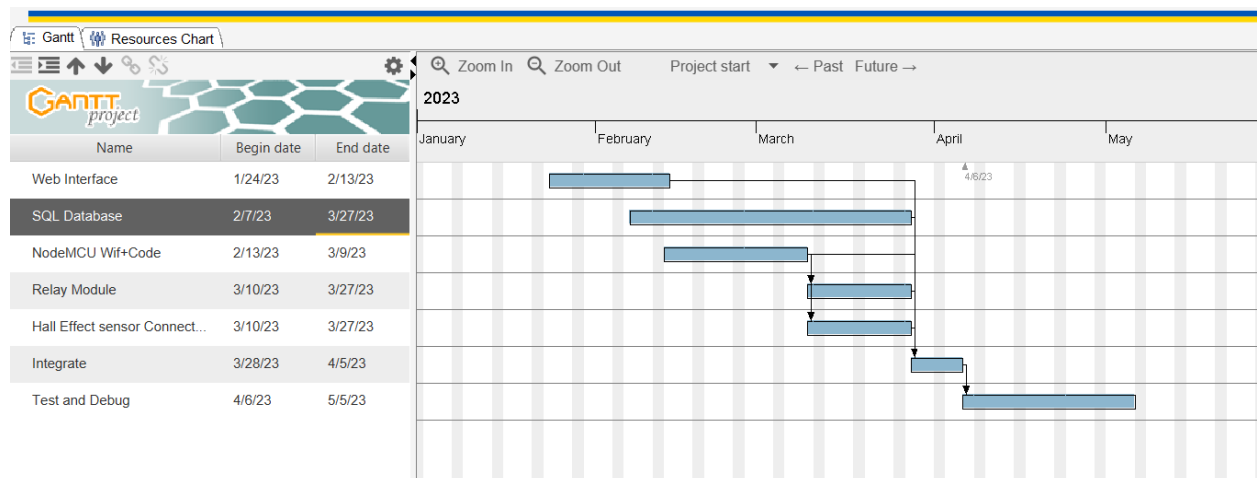 Gantt Resources Chart
Zoom In Zoom Out Project start ← Past Future →
GANTT
project
2023
January February March April May
Name Begin date End date
4/6/23
Web Interface 1/24/23 2/13/23
SQL Database 2/7/23 3/27/23
NodeMCU Wif+Code 2/13/23 3/9/23
Relay Module 3/10/23 3/27/23
Hall Effect sensor Connect... 3/10/23 3/27/23
Integrate 3/28/23 4/5/23
Test and Debug 4/6/23 5/5/23